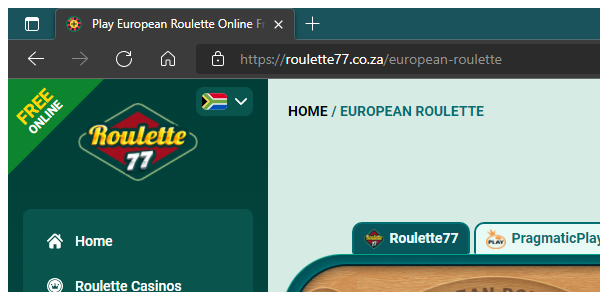 Play European Roulette Online Fr
https://roulette77.co.za/european-roulette
FREE
ONLINE
Roulette
77
HOME / EUROPEAN ROULETTE
Home
Roulette77
PragmaticPlay
Roulette Casinos